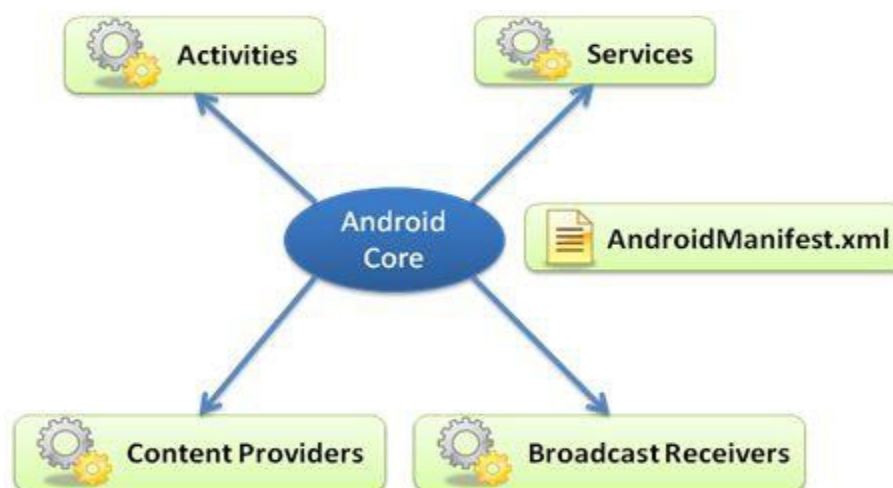 Activities
Services
Android
Core
AndroidManifest.xml
Content Providers
Broadcast Receivers